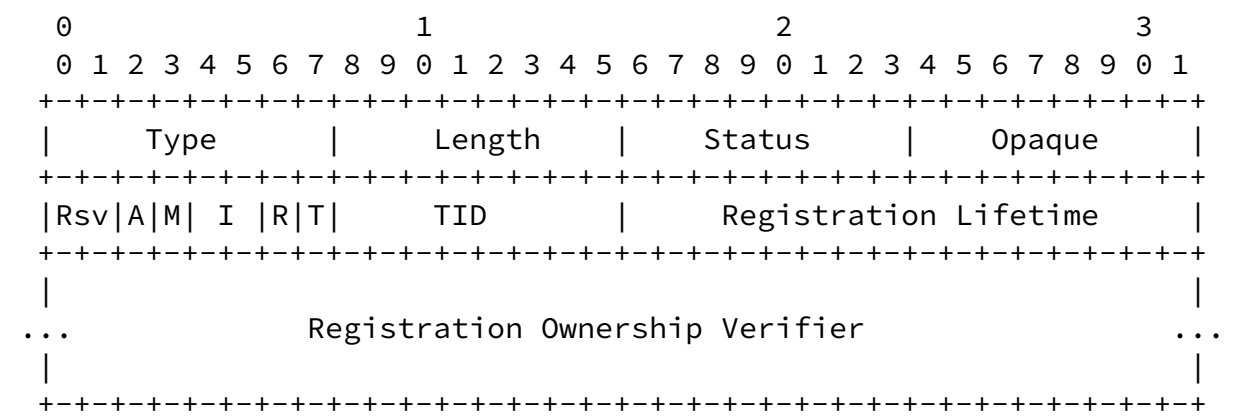 0                   1                   2                   3
 0 1 2 3 4 5 6 7 8 9 0 1 2 3 4 5 6 7 8 9 0 1 2 3 4 5 6 7 8 9 0 1
+-+-+-+-+-+-+-+-+-+-+-+-+-+-+-+-+-+-+-+-+-+-+-+-+-+-+-+-+-+-+-+-+
|     Type      |     Length    |    Status     |    Opaque     |
+-+-+-+-+-+-+-+-+-+-+-+-+-+-+-+-+-+-+-+-+-+-+-+-+-+-+-+-+-+-+-+-+
|Rsv|A|M| I |R|T|     TID       |     Registration Lifetime     |
+-+-+-+-+-+-+-+-+-+-+-+-+-+-+-+-+-+-+-+-+-+-+-+-+-+-+-+-+-+-+-+-+
|                                                               |
...             Registration Ownership Verifier                 ...
|                                                               |
+-+-+-+-+-+-+-+-+-+-+-+-+-+-+-+-+-+-+-+-+-+-+-+-+-+-+-+-+-+-+-+-+